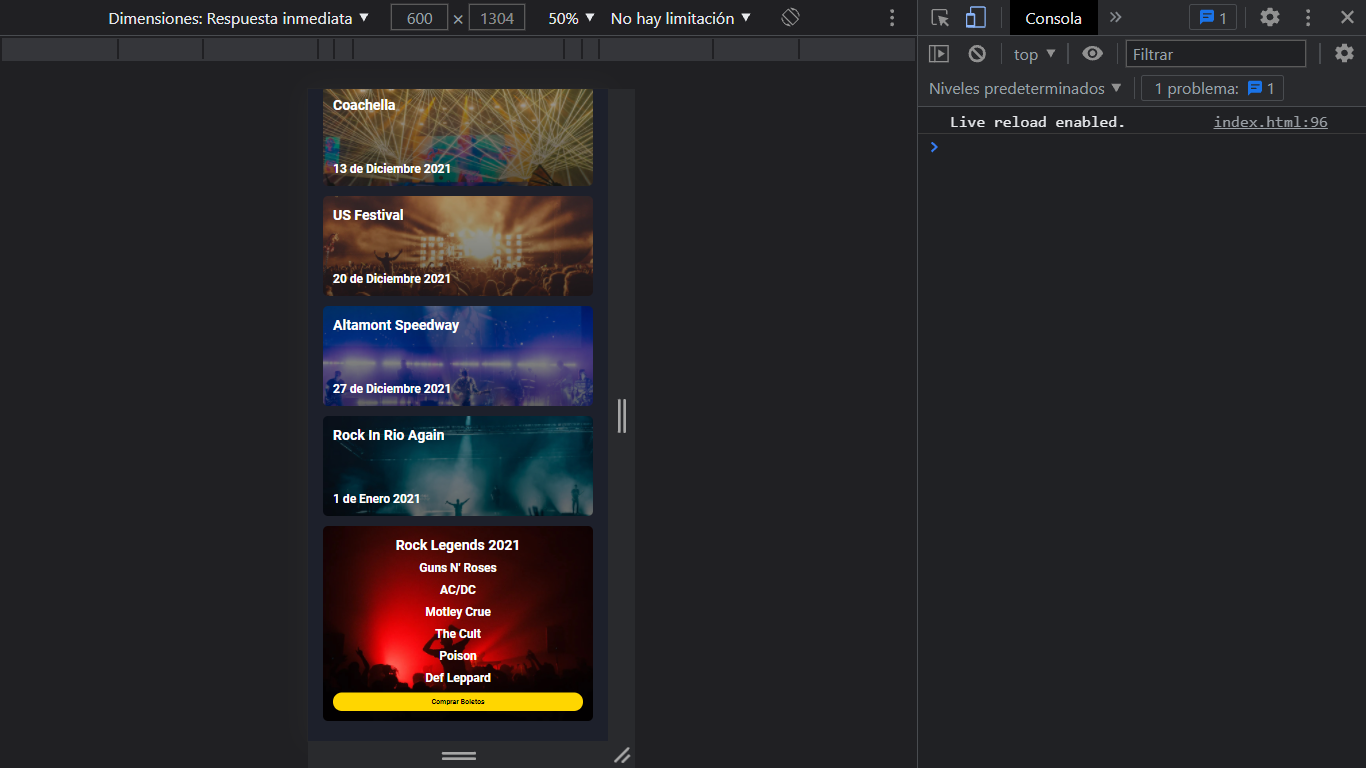 Dimensiones: Respuesta inmediata ▼ 600 × 1304 50% ▼ No hay limitación ▼
Consola » 1
top ▼ Filtrar
Niveles predeterminados ▼ 1 problema: 1
Live reload enabled. index.html:96
Coachella
13 de Diciembre 2021
US Festival
20 de Diciembre 2021
Altamont Speedway
27 de Diciembre 2021
Rock In Rio Again
1 de Enero 2021
Rock Legends 2021
Guns N' Roses
AC/DC
Motley Crue
The Cult
Poison
Def Leppard
Comprar Boletos